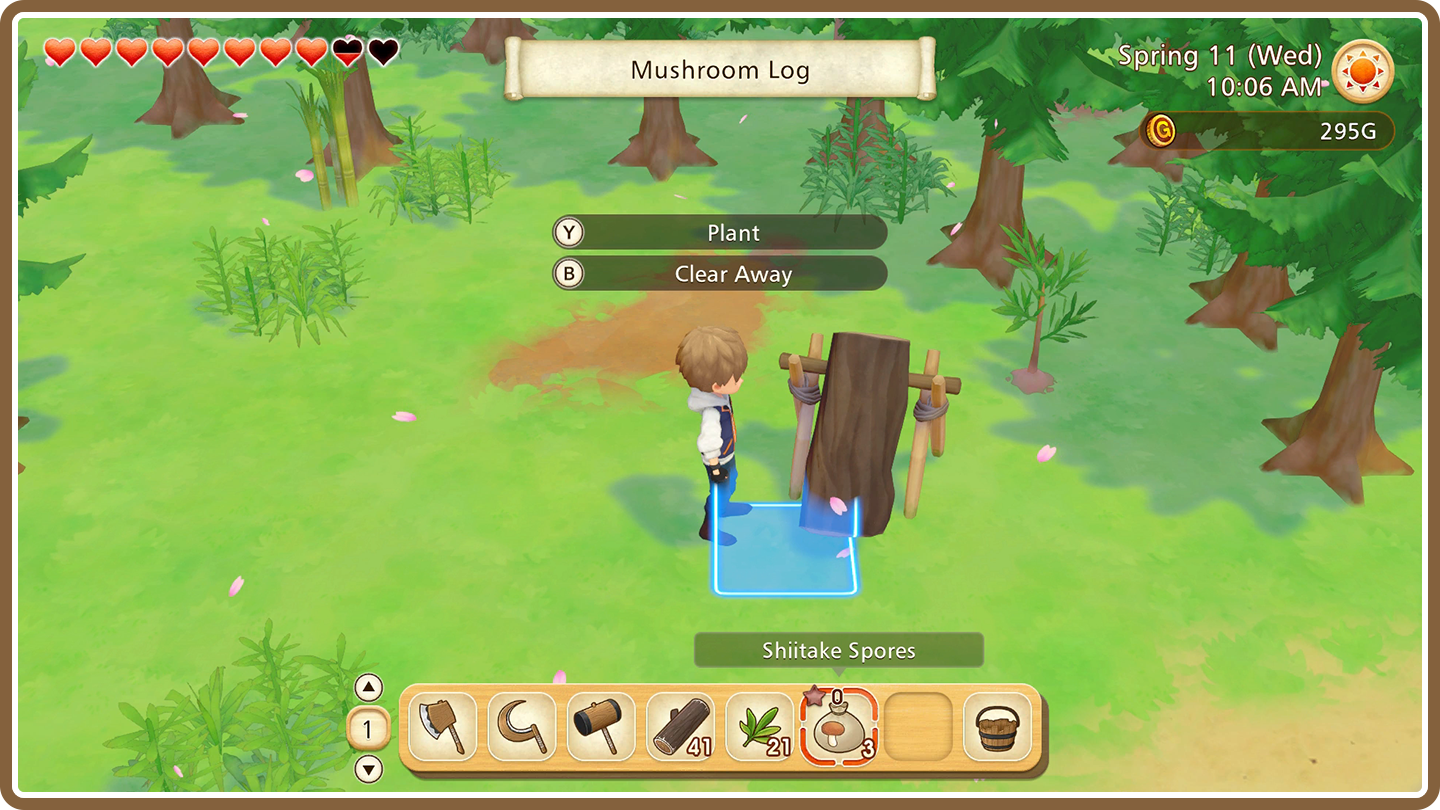 Mushroom Log
Spring 11 (Wed)
10:06 AM
G
295G
Y Plant
B Clear Away
Shiitake Spores
1
41
21
0
3